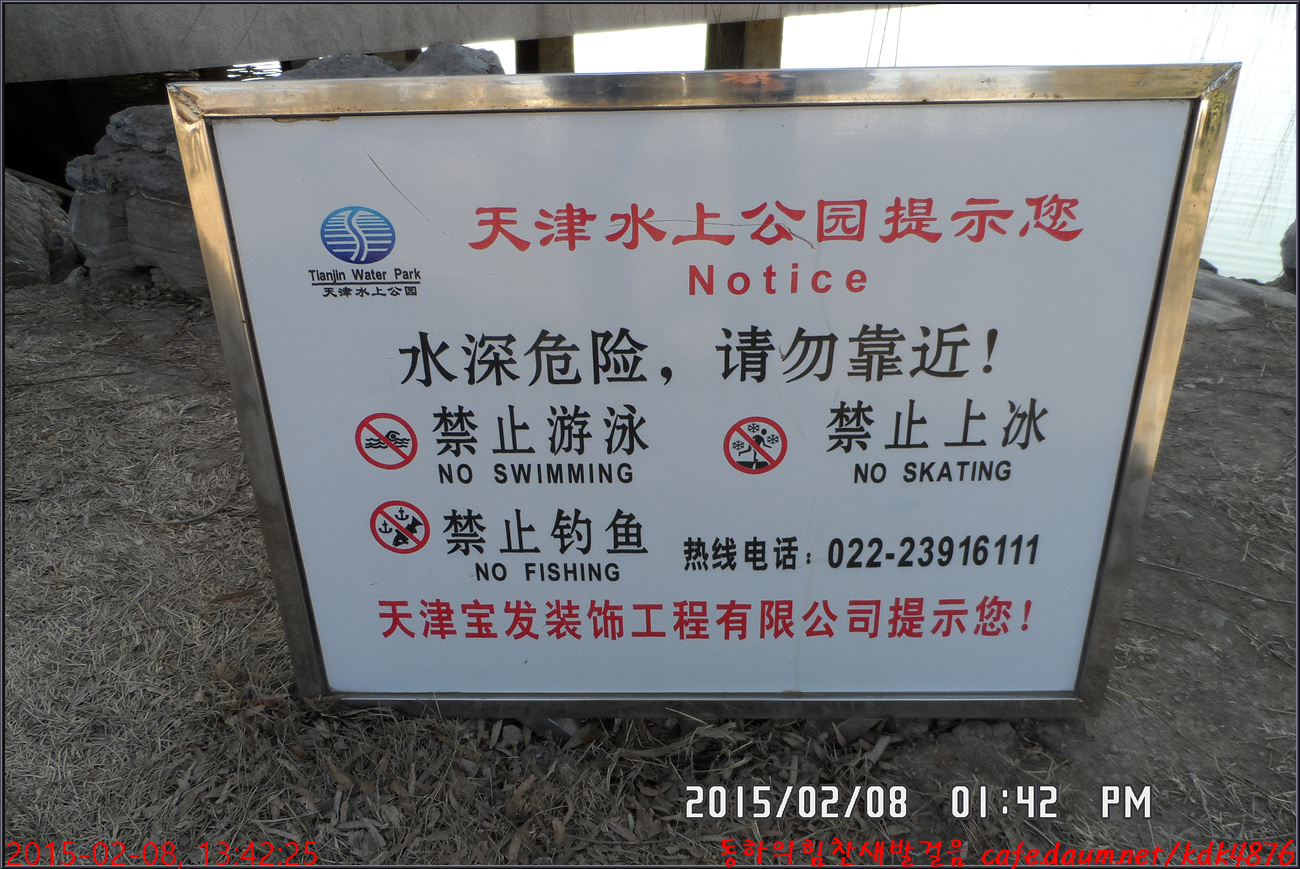 天津水上公园提示您
Notice
Tianjin Water Park
天津水上公园
水深危险，请勿靠近！
禁止游泳
NO SWIMMING
禁止上冰
NO SKATING
禁止钓鱼
NO FISHING
热线电话：022-23916111
天津宝发装饰工程有限公司提示您！
2015/02/08 01:42 PM
2015-02-08, 13:42:25
동하의힘찬새발걸음 cafe.daum.net/kdk4876